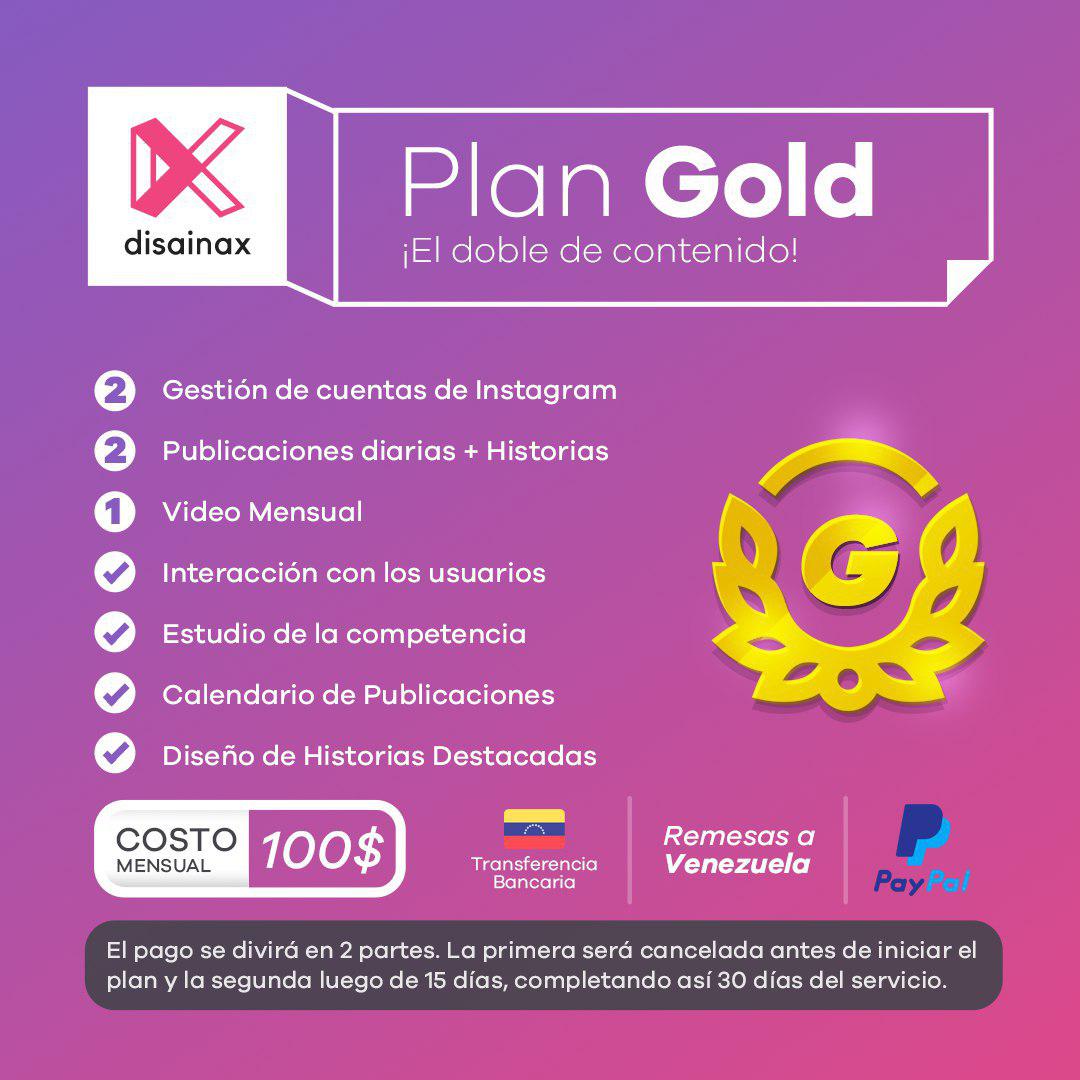 disainax
Plan Gold
¡El doble de contenido!
2 Gestión de cuentas de Instagram
2 Publicaciones diarias + Historias
1 Video Mensual
Interacción con los usuarios
Estudio de la competencia
Calendario de Publicaciones
Diseño de Historias Destacadas
G
COSTO
MENSUAL
100$
Transferencia
Bancaria
Remesas a
Venezuela
PayPal
El pago se divirá en 2 partes. La primera será cancelada antes de iniciar el
plan y la segunda luego de 15 días, completando así 30 días del servicio.